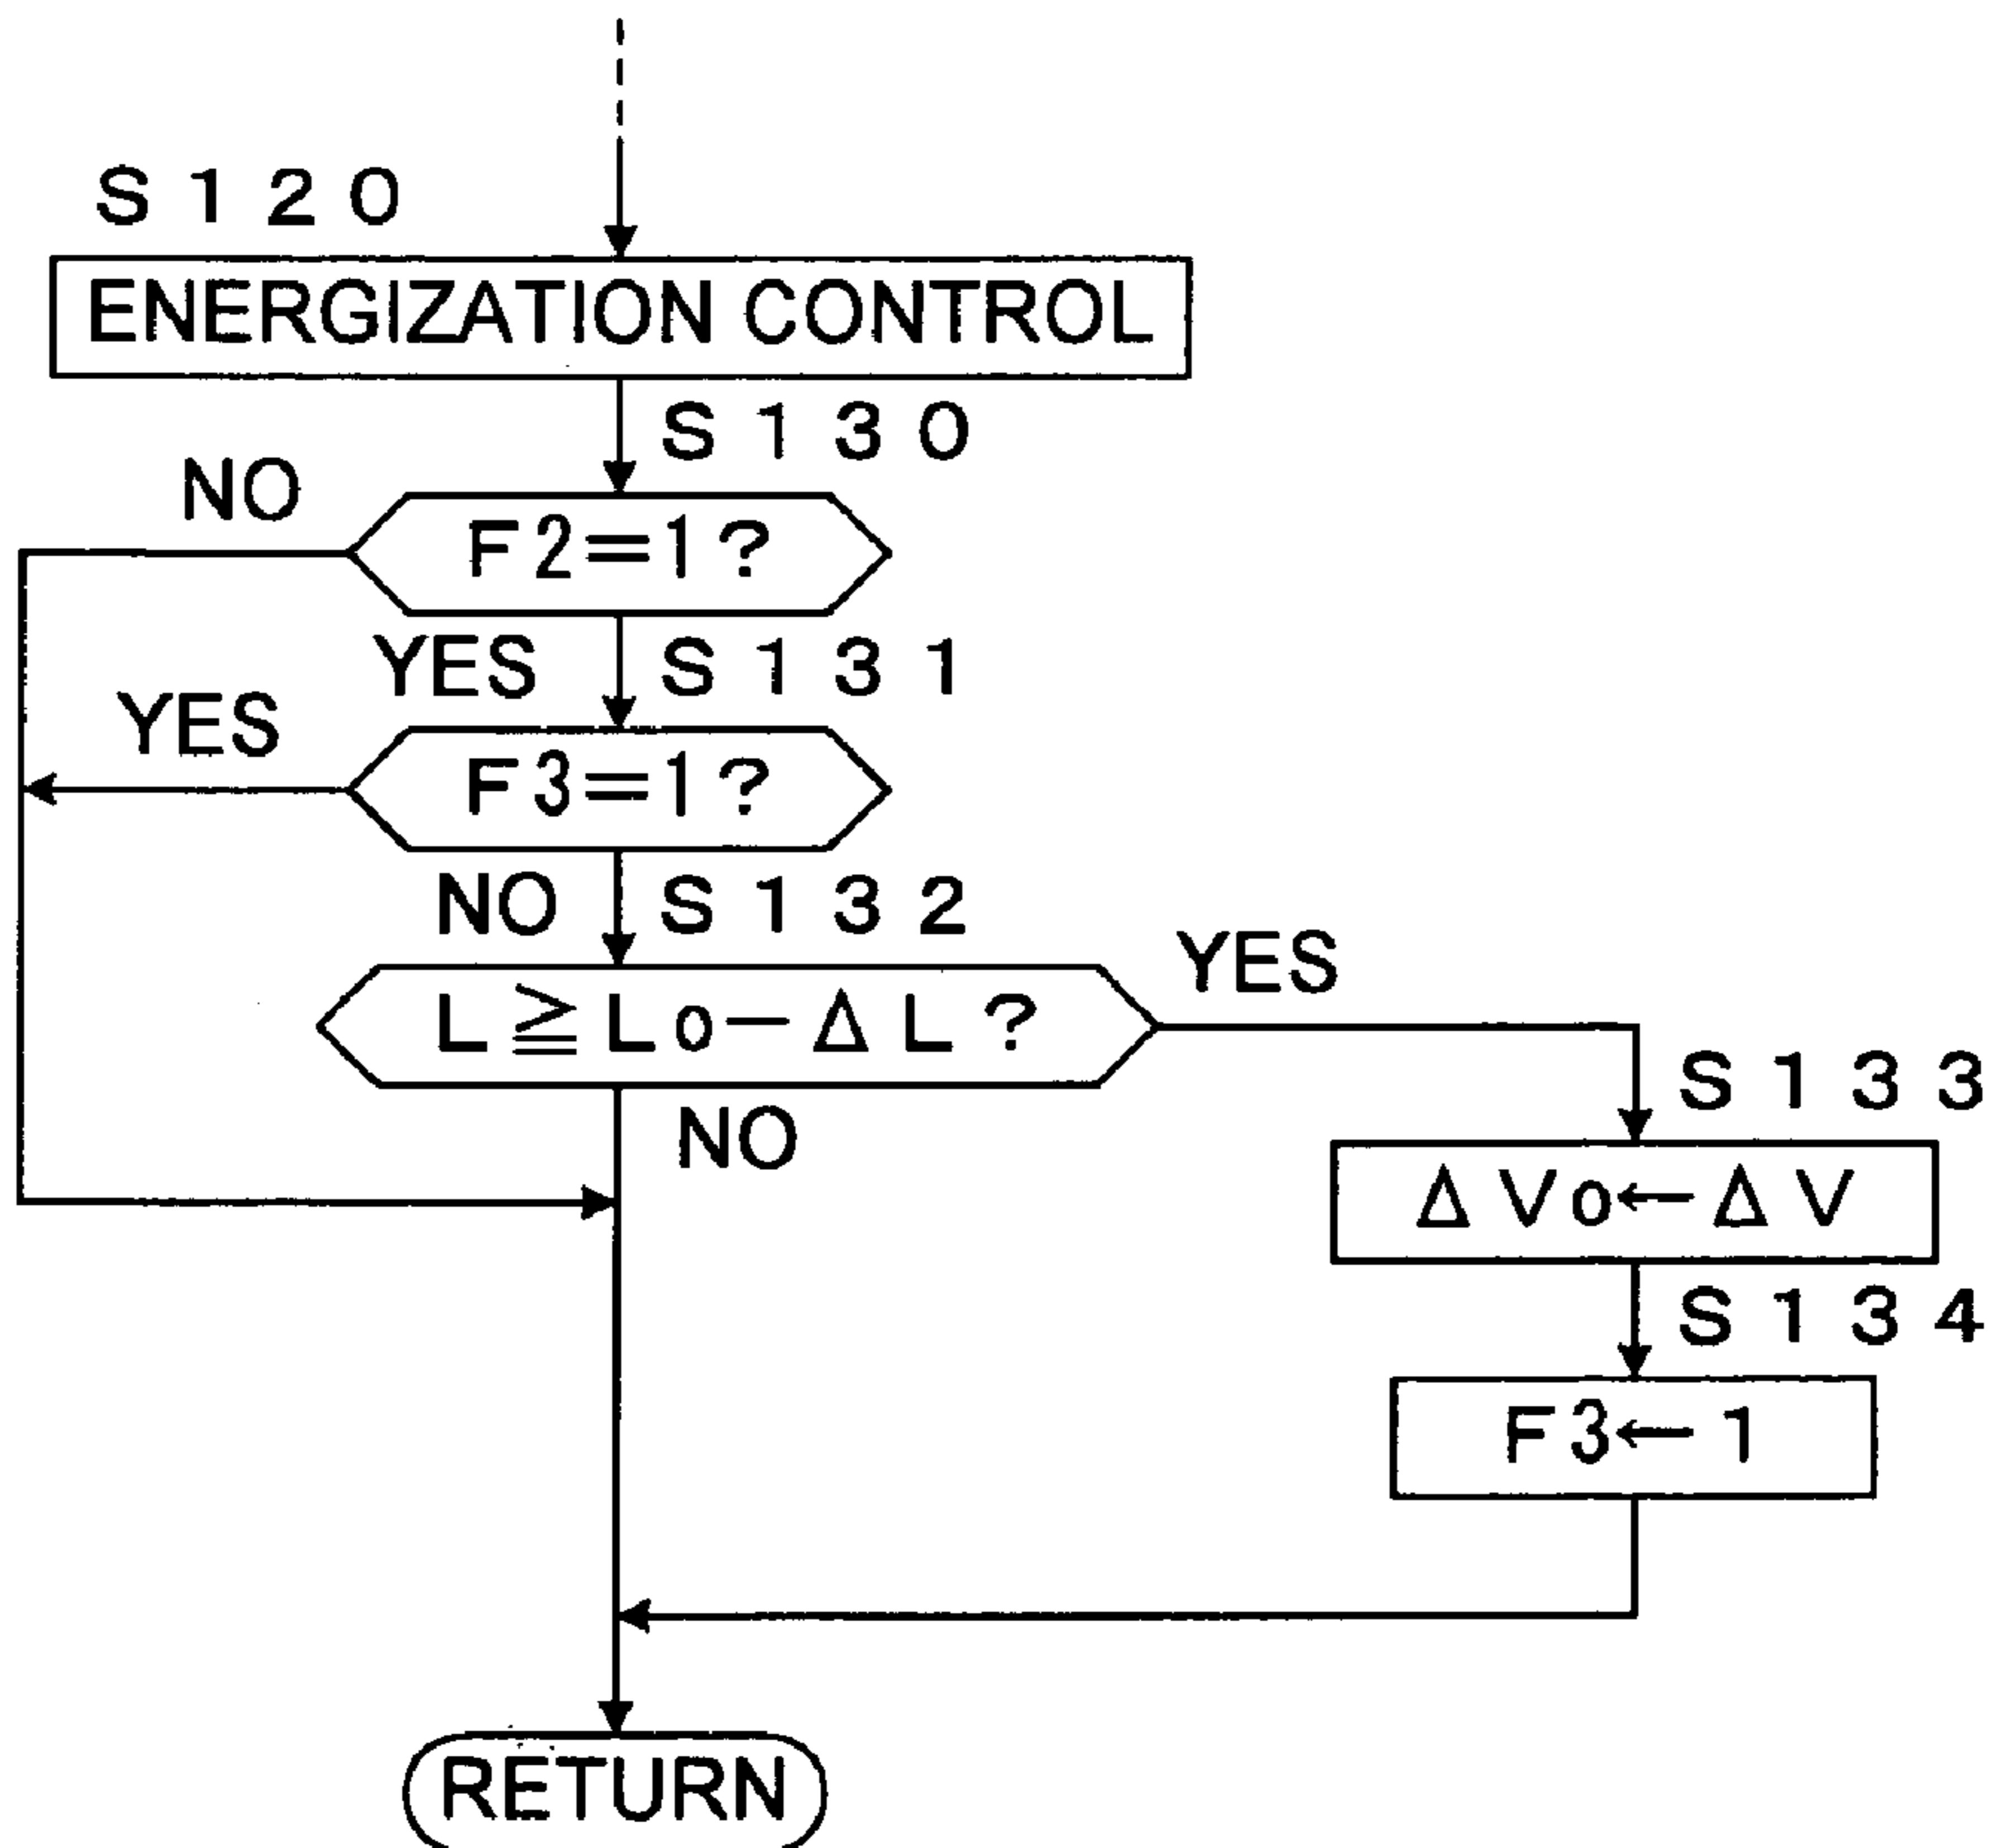 S120
ENERGIZATION CONTROL
S130
NO
F2=1?
YES
S131
YES
F3=1?
NO
S132
YES
L≧Lo-ΔL?
S133
NO
ΔVo←ΔV
S134
F3←1
RETURN